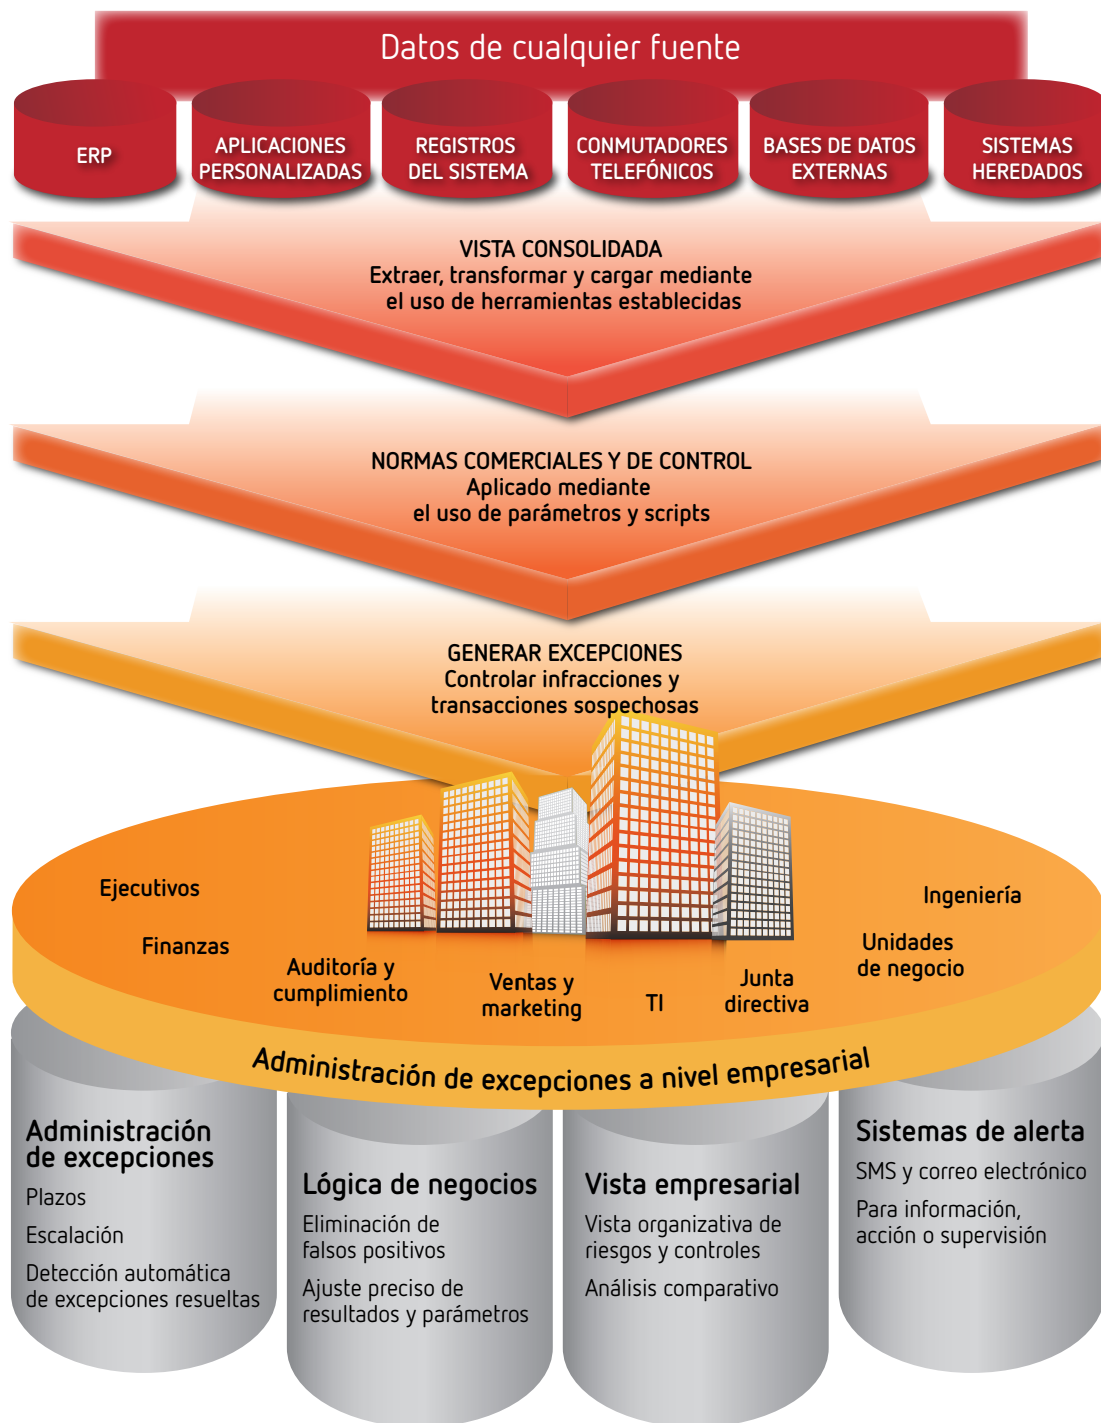 Datos de cualquier fuente
ERP
APLICACIONES
PERSONALIZADAS
REGISTROS
DEL SISTEMA
CONMUTADORES
TELEFÓNICOS
BASES DE DATOS
EXTERNAS
SISTEMAS
HEREDADOS
VISTA CONSOLIDADA
Extraer, transformar y cargar mediante
el uso de herramientas establecidas
NORMAS COMERCIALES Y DE CONTROL
Aplicado mediante
el uso de parámetros y scripts
GENERAR EXCEPCIONES
Controlar infracciones y
transacciones sospechosas
Ejecutivos
Finanzas
Auditoría y
cumplimiento
Ventas y
marketing
TI
Junta
directiva
Unidades
de negocio
Ingeniería
Administración de excepciones a nivel empresarial
Administración
de excepciones
Plazos
Escalación
Detección automática
de excepciones resueltas
Lógica de negocios
Eliminación de
falsos positivos
Ajuste preciso de
resultados y parámetros
Vista empresarial
Vista organizativa de
riesgos y controles
Análisis comparativo
Sistemas de alerta
SMS y correo electrónico
Para información,
acción o supervisión